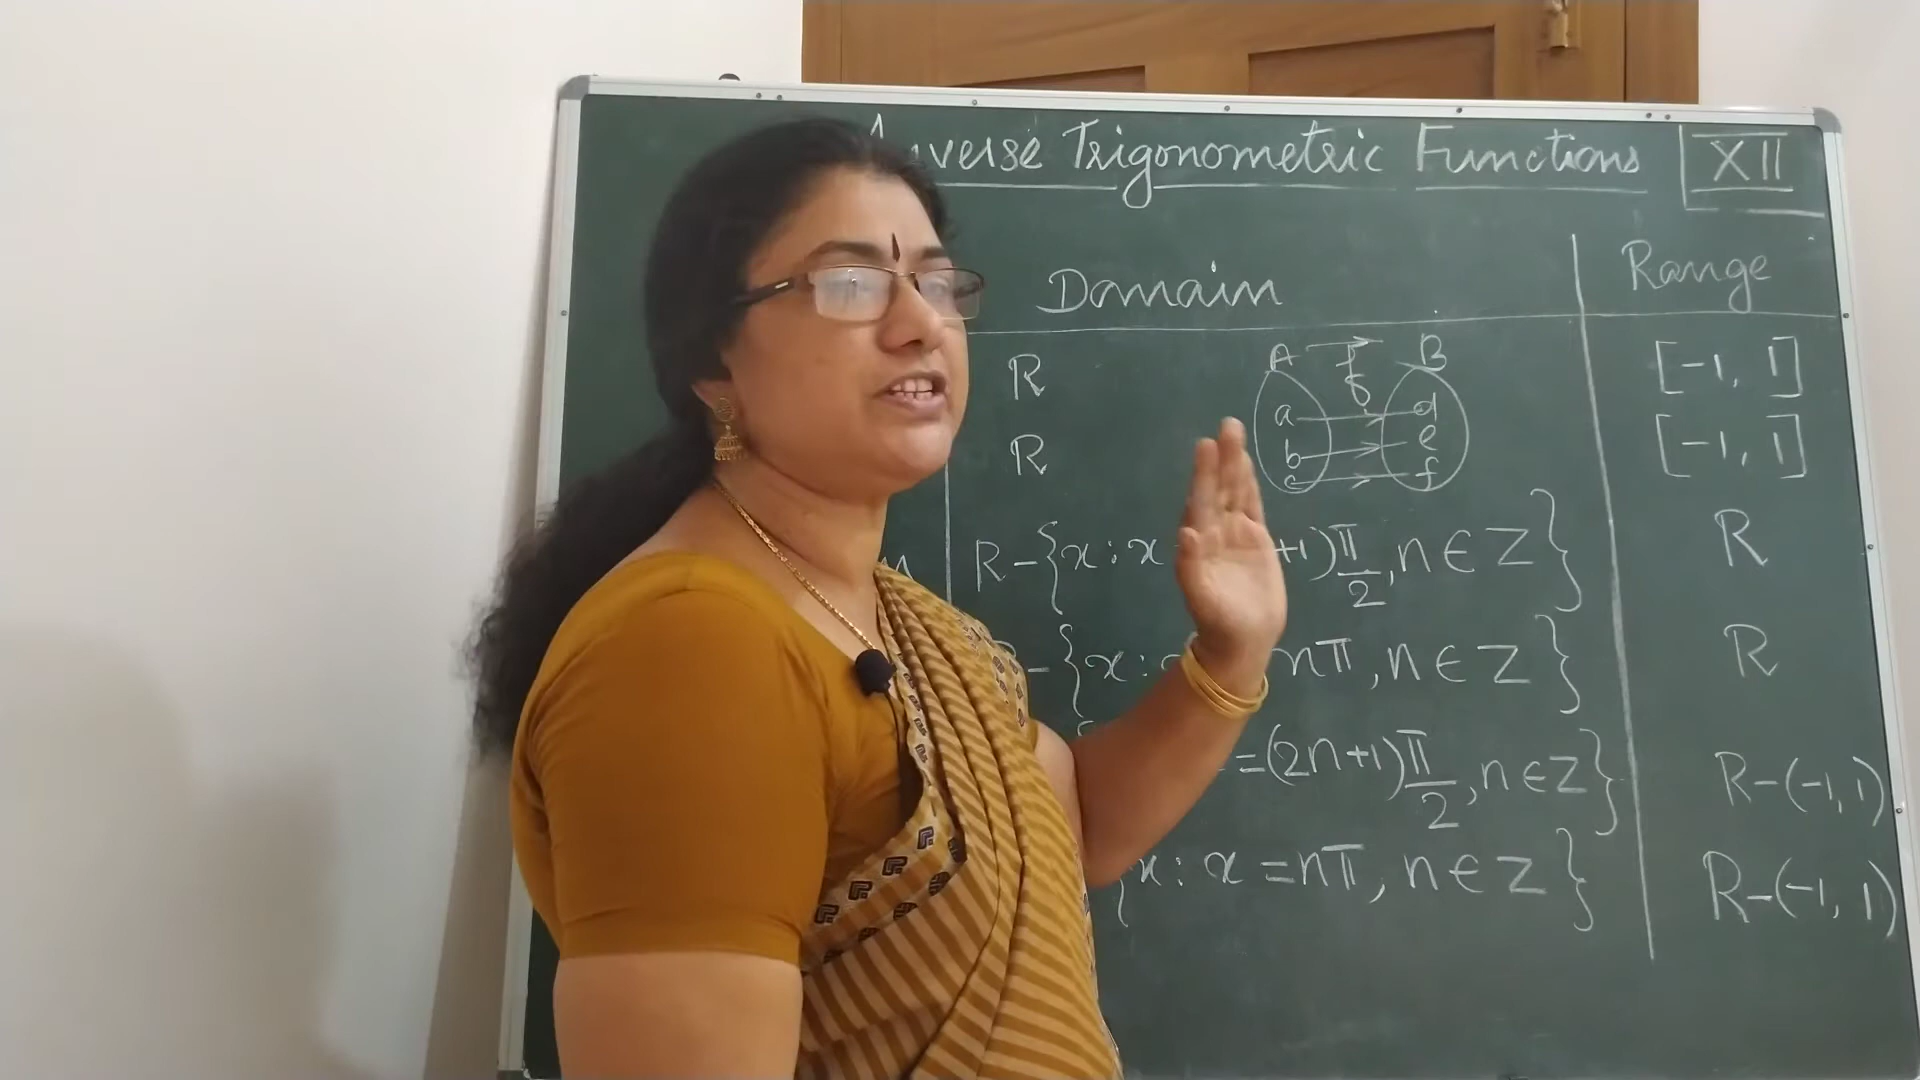 Inverse Trigonometric Functions XII
Domain Range
R [-1, 1]
R [-1, 1]
A f B
a d
b e
c f
R-{x:x +1)π/2, n∈Z} R
-{x: nπ, n∈Z} R
=(2n+1)π/2, n∈Z} R-(-1,1)
{x: x=nπ, n∈Z} R-(-1, 1)